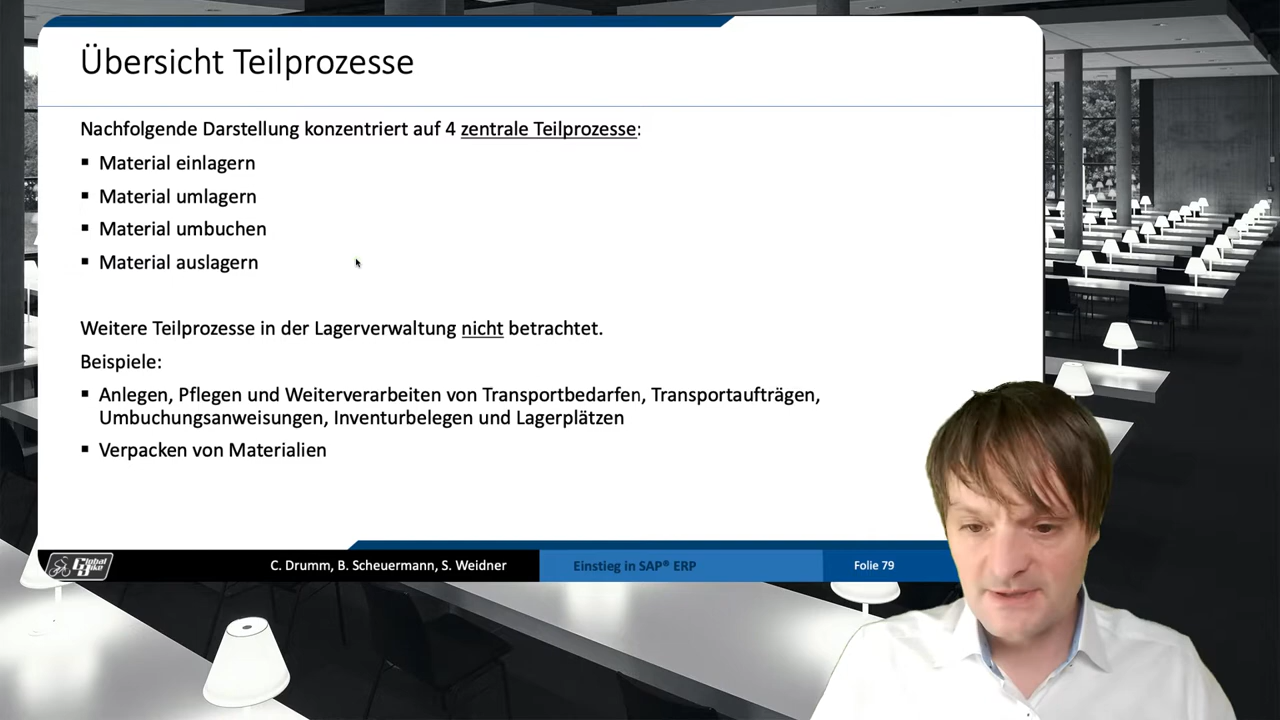 Übersicht Teilprozesse
Nachfolgende Darstellung konzentriert auf 4 zentrale Teilprozesse:
▪ Material einlagern
▪ Material umlagern
▪ Material umbuchen
▪ Material auslagern
Weitere Teilprozesse in der Lagerverwaltung nicht betrachtet.
Beispiele:
▪ Anlegen, Pflegen und Weiterverarbeiten von Transportbedarfen, Transportaufträgen,
Umbuchungsanweisungen, Inventurbelegen und Lagerplätzen
▪ Verpacken von Materialien
Global Bike
C. Drumm, B. Scheuermann, S. Weidner
Einstieg in SAP® ERP
Folie 79